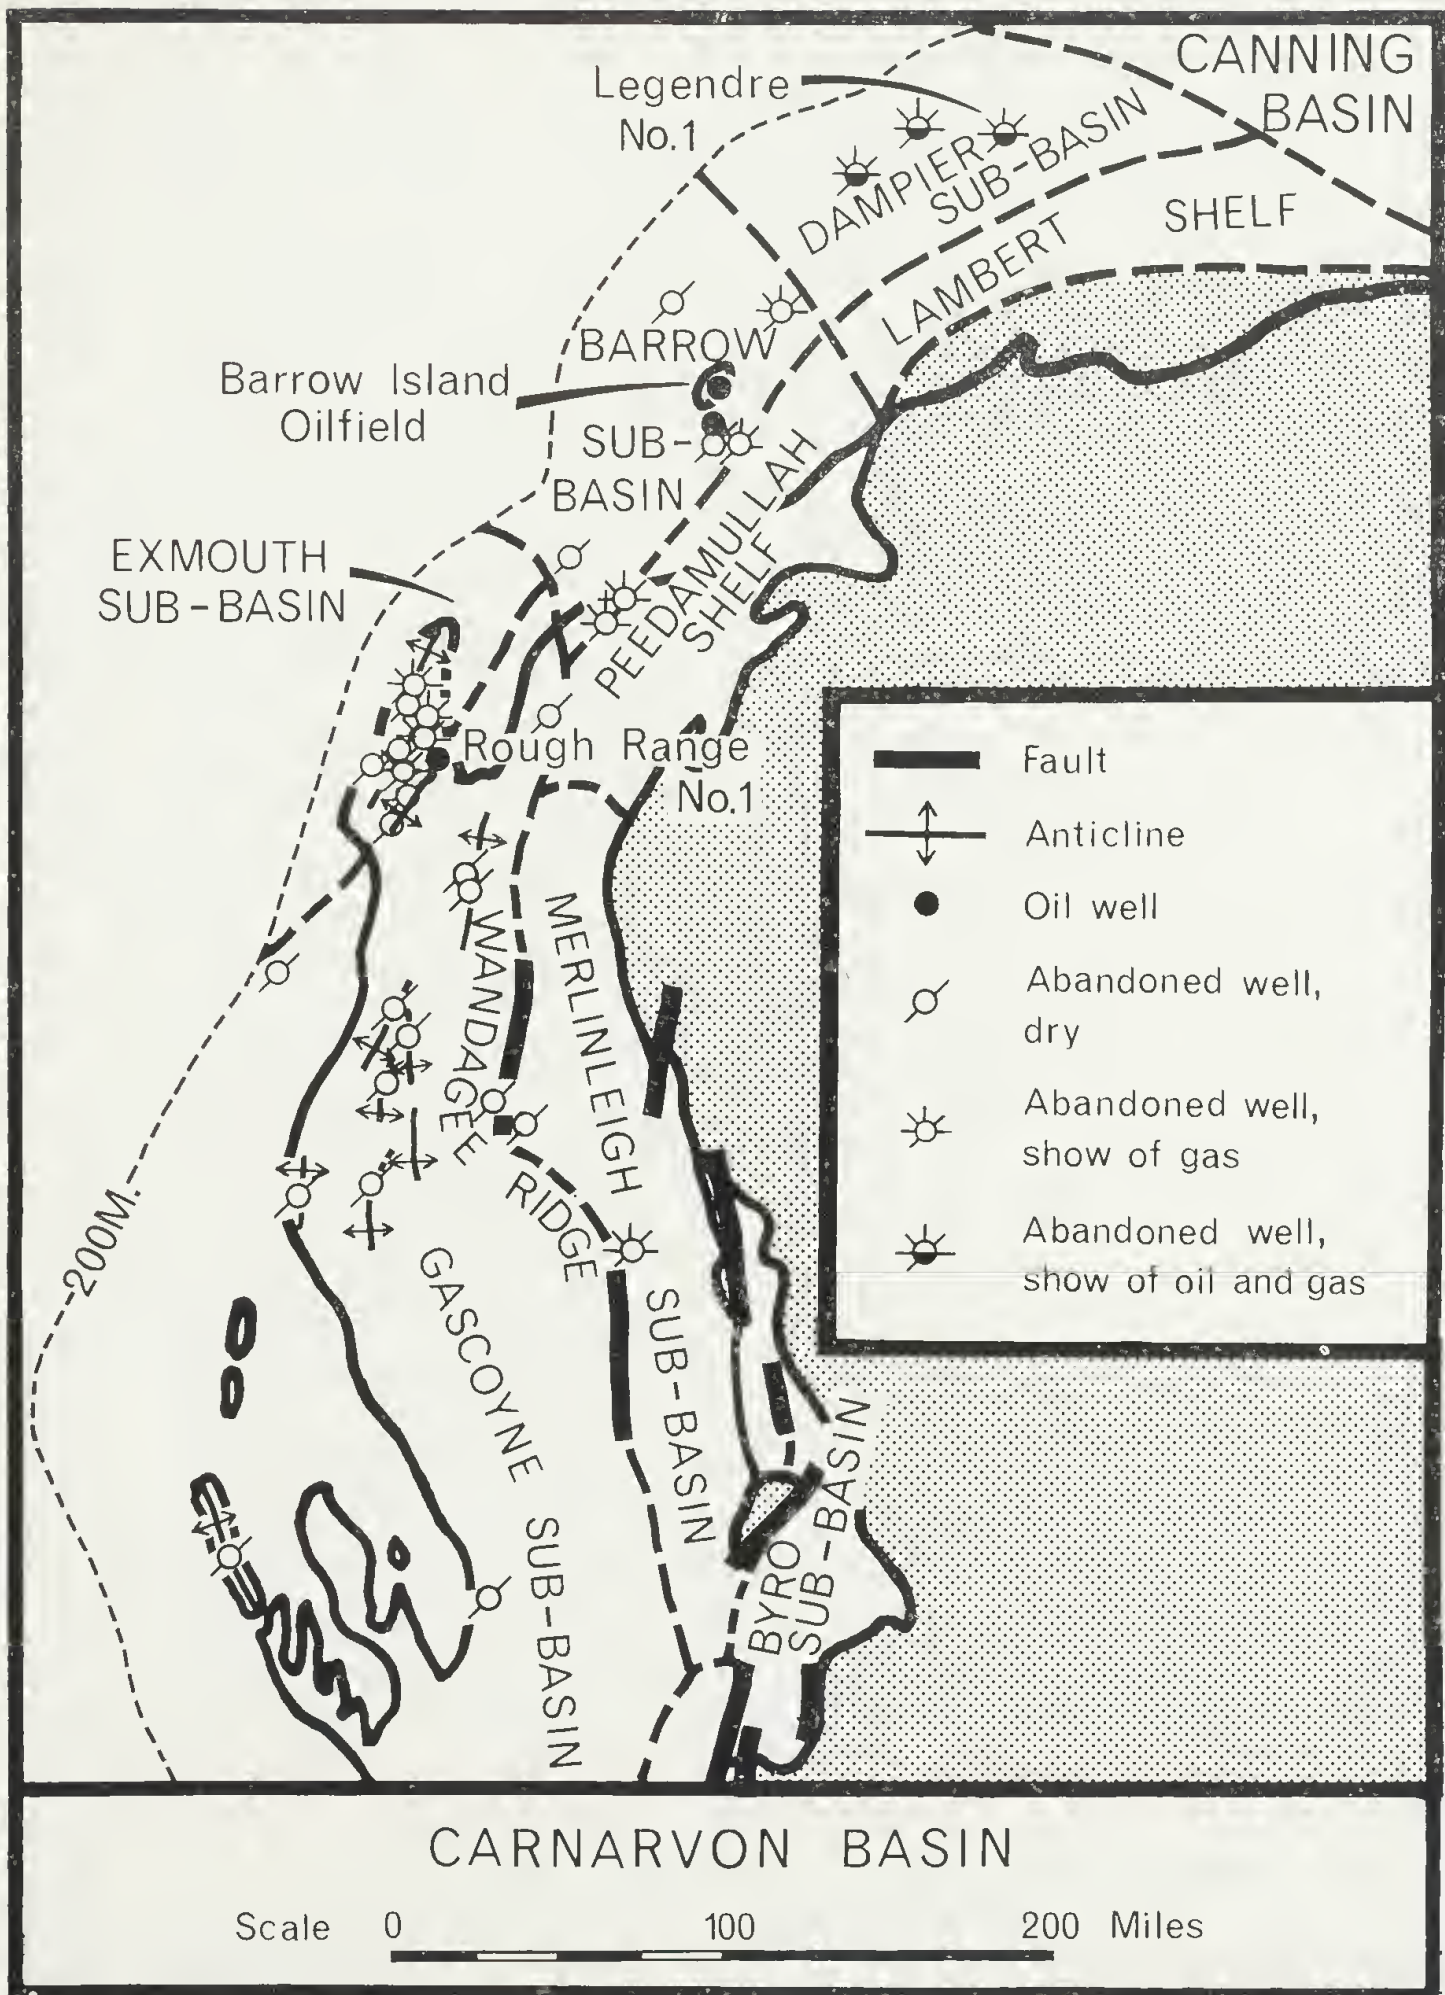 CANNING
BASIN
Legendre
No.1
DAMPIER
SUB-BASIN
LAMBERT SHELF
BARROW
SUB-
BASIN
Barrow Island
Oilfield
PEEDAMULLAH
SHELF
EXMOUTH
SUB-BASIN
Rough Range
No.1
WANDAGEE
RIDGE
MERLINLEIGH
SUB-BASIN
GASCOYNE
SUB-BASIN
BYRO
SUB-BASIN
200M.
Fault
Anticline
Oil well
Abandoned well,
dry
Abandoned well,
show of gas
Abandoned well,
show of oil and gas
CARNARVON BASIN
Scale 0 100 200 Miles